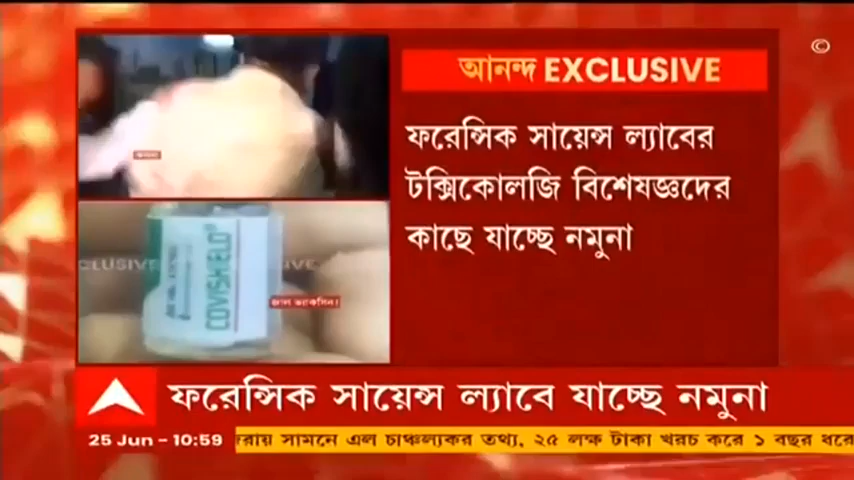 ©
আনন্দ EXCLUSIVE
ফরেন্সিক সায়েন্স ল্যাবের
টক্সিকোলজি বিশেষজ্ঞদের
কাছে যাচ্ছে নমুনা
COVISHIELD
জাল ভ্যাকসিন!
ফরেন্সিক সায়েন্স ল্যাবে যাচ্ছে নমুনা
25 Jun - 10:59
সামনে এল চাঞ্চল্যকর তথ্য, ২৫ লক্ষ টাকা খরচ করে ১ বছর ধরে